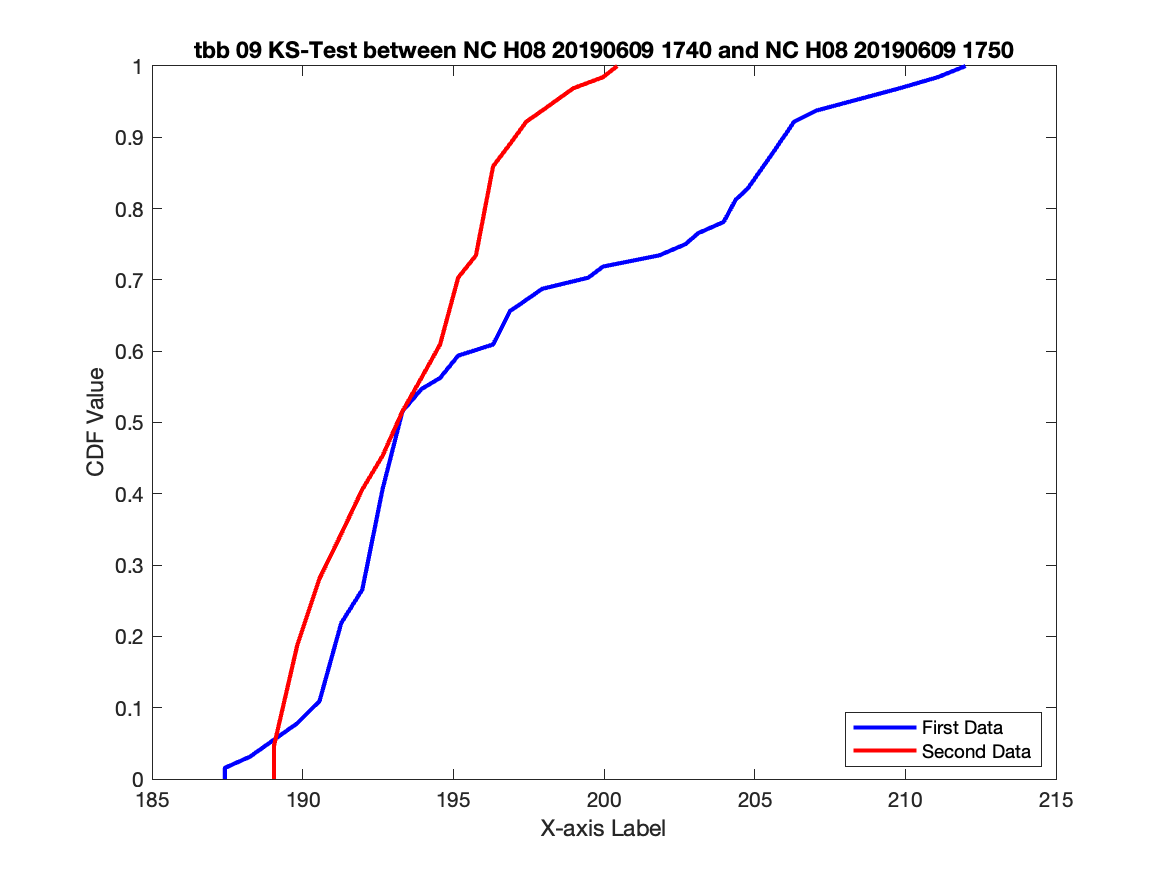 tbb 09 KS-Test between NC H08 20190609 1740 and NC H08 20190609 1750
1
0.9
0.8
0.7
0.6
0.5
0.4
0.3
0.2
0.1
0
CDF Value
First Data
Second Data
185 190 195 200 205 210 215
X-axis Label